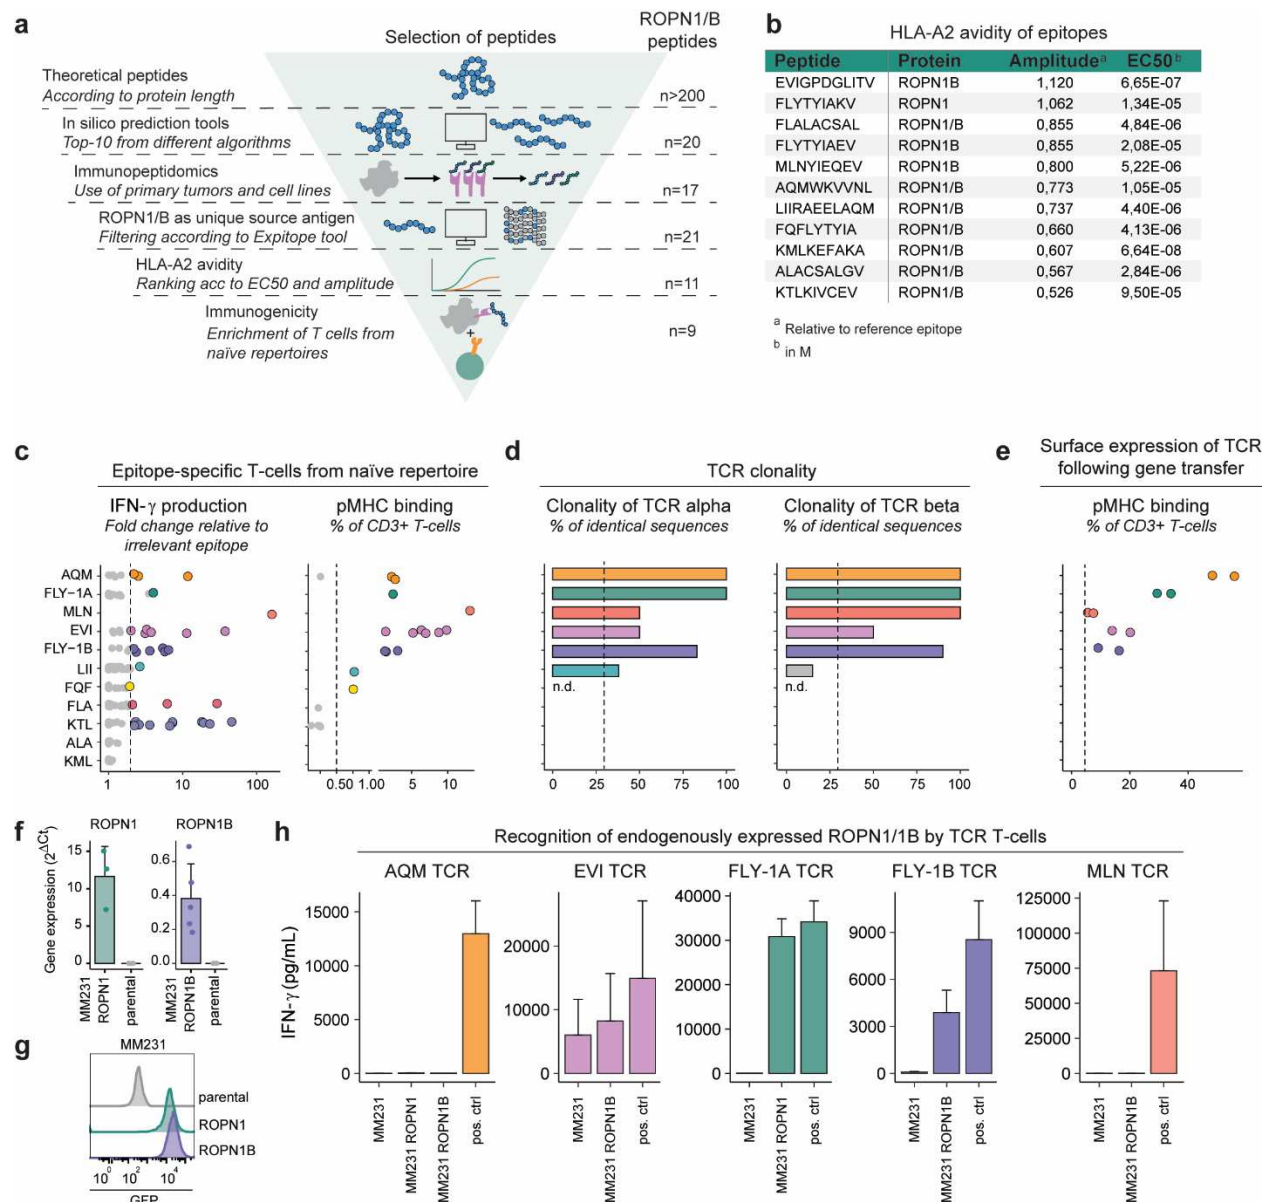 a
Selection of peptides
ROPN1/B
peptides
Theoretical peptides
According to protein length
n>200
In silico prediction tools
Top-10 from different algorithms
n=20
Immunopeptidomics
Use of primary tumors and cell lines
n=17
ROPN1/B as unique source antigen
Filtering according to Expitope tool
n=21
HLA-A2 avidity
Ranking acc to EC50 and amplitude
n=11
Immunogenicity
Enrichment of T cells from
naïve repertoires
n=9
+
b
HLA-A2 avidity of epitopes
Peptide Protein Amplitudeᵃ EC50ᵇ
EVIGPDGLITV ROPN1B 1,120 6,65E-07
FLYTYIAKV ROPN1 1,062 1,34E-05
FLALACSAL ROPN1/B 0,855 4,84E-06
FLYTYIAEV ROPN1B 0,855 2,08E-05
MLNYIEQEV ROPN1B 0,800 5,22E-06
AQMWKVVNL ROPN1/B 0,773 1,05E-05
LIIRAEELAQM ROPN1/B 0,737 4,40E-06
FQFLYTYIA ROPN1/B 0,660 4,13E-06
KMLKEFAKA ROPN1/B 0,607 6,64E-08
ALACSALGV ROPN1/B 0,567 2,84E-06
KTLKIVCEV ROPN1/B 0,526 9,50E-05
ᵃ Relative to reference epitope
ᵇ in M
c
Epitope-specific T-cells from naïve repertoire
IFN-γ production
Fold change relative to
irrelevant epitope
pMHC binding
% of CD3+ T-cells
AQM
FLY-1A
MLN
EVI
FLY-1B
LII
FQF
FLA
KTL
ALA
KML
1 10 100
0.50 1.00 5 10
d
TCR clonality
Clonality of TCR alpha
% of identical sequences
Clonality of TCR beta
% of identical sequences
n.d.
n.d.
0 25 50 75 100
0 25 50 75 100
e
Surface expression of TCR
following gene transfer
pMHC binding
% of CD3+ T-cells
0 20 40
f
ROPN1
ROPN1B
Gene expression (2^ΔCt)
15
10
5
0
0.6
0.4
0.2
0.0
MM231
ROPN1
parental
MM231
ROPN1B
parental
g
MM231
parental
ROPN1
ROPN1B
10⁰ 10² 10⁴
GFP
h
Recognition of endogenously expressed ROPN1/1B by TCR T-cells
AQM TCR
EVI TCR
FLY-1A TCR
FLY-1B TCR
MLN TCR
IFN-γ (pg/mL)
15000
10000
5000
0
20000
10000
0
40000
30000
20000
10000
0
9000
6000
3000
0
125000
100000
75000
50000
25000
0
MM231
MM231 ROPN1
MM231 ROPN1B
pos. ctrl
MM231
MM231 ROPN1B
pos. ctrl
MM231
MM231 ROPN1
pos. ctrl
MM231
MM231 ROPN1B
pos. ctrl
MM231
MM231 ROPN1B
pos. ctrl